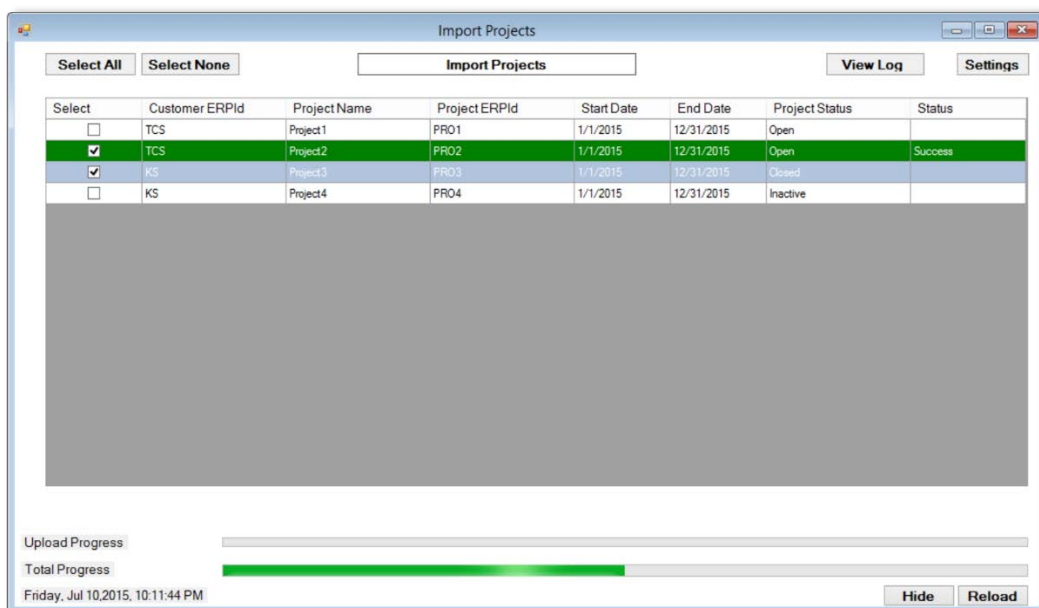 Import Projects
Select All Select None Import Projects View Log Settings
Select Customer ERPId Project Name Project ERPId Start Date End Date Project Status Status
TCS Project1 PRO1 1/1/2015 12/31/2015 Open
TCS Project2 PRO2 1/1/2015 12/31/2015 Open Success
KS Project3 PRO3 1/1/2015 12/31/2015 Closed
KS Project4 PRO4 1/1/2015 12/31/2015 Inactive
Upload Progress
Total Progress
Friday, Jul 10,2015, 10:11:44 PM Hide Reload